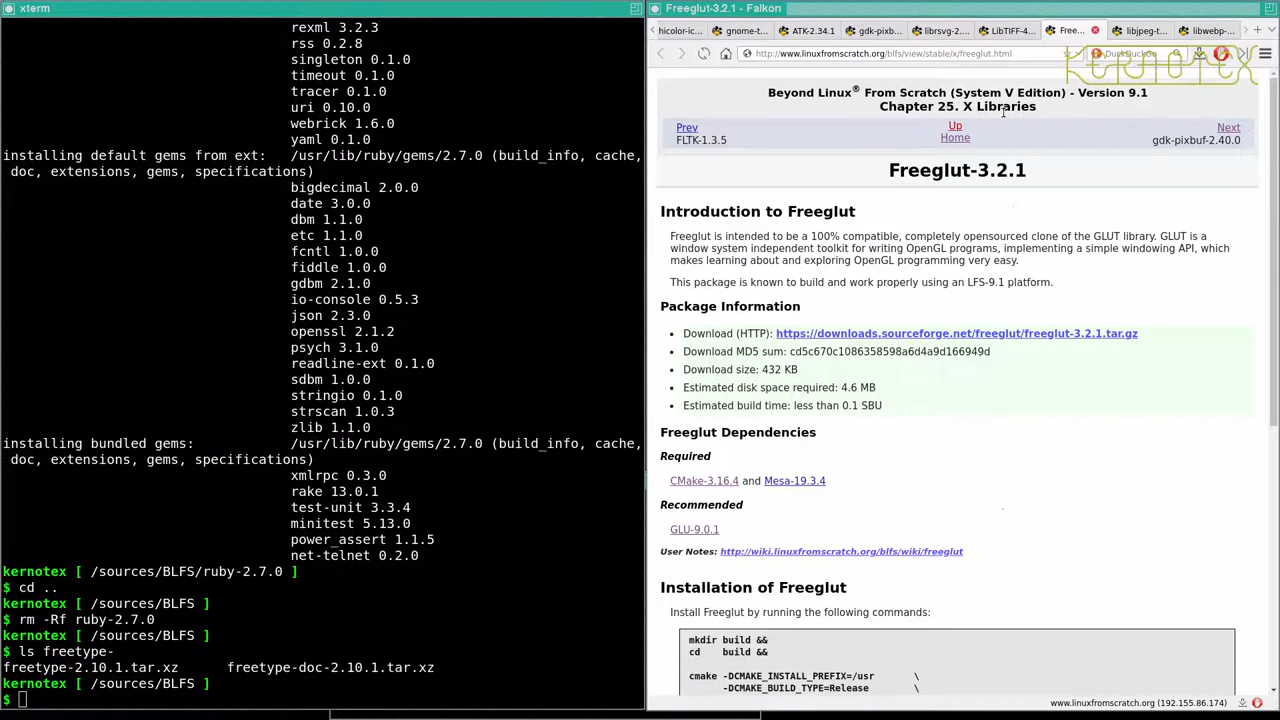 xterm
rexml 3.2.3
rss 0.2.8
singleton 0.1.0
timeout 0.1.0
tracer 0.1.0
uri 0.10.0
webrick 1.6.0
yaml 0.1.0
installing default gems from ext:   /usr/lib/ruby/gems/2.7.0 (build_info, cache,
doc, extensions, gems, specifications)
bigdecimal 2.0.0
date 3.0.0
dbm 1.1.0
etc 1.1.0
fcntl 1.0.0
fiddle 1.0.0
gdbm 2.1.0
io-console 0.5.3
json 2.3.0
openssl 2.1.2
psych 3.1.0
readline-ext 0.1.0
sdbm 1.0.0
stringio 0.1.0
strscan 1.0.3
zlib 1.1.0
installing bundled gems:            /usr/lib/ruby/gems/2.7.0 (build_info, cache,
doc, extensions, gems, specifications)
xmlrpc 0.3.0
rake 13.0.1
test-unit 3.3.4
minitest 5.13.0
power_assert 1.1.5
net-telnet 0.2.0
kernotex [ /sources/BLFS/ruby-2.7.0 ]
$ cd ..
kernotex [ /sources/BLFS ]
$ rm -Rf ruby-2.7.0
kernotex [ /sources/BLFS ]
$ ls freetype-
freetype-2.10.1.tar.xz      freetype-doc-2.10.1.tar.xz
kernotex [ /sources/BLFS ]
$
Freeglut-3.2.1 - Falkon
hicolor-ic... gnome-t... ATK-2.34.1 gdk-pixb... librsvg-2... LibTIFF-4... Free... libjpeg-t... libwebp-...
http://www.linuxfromscratch.org/blfs/view/stable/x/freeglut.html DuckDuckGo
KERNOTEX
Beyond Linux® From Scratch (System V Edition) - Version 9.1
Chapter 25. X Libraries
Prev Up Next
FLTK-1.3.5 Home gdk-pixbuf-2.40.0
Freeglut-3.2.1
Introduction to Freeglut
Freeglut is intended to be a 100% compatible, completely opensourced clone of the GLUT library. GLUT is a
window system independent toolkit for writing OpenGL programs, implementing a simple windowing API, which
makes learning about and exploring OpenGL programming very easy.
This package is known to build and work properly using an LFS-9.1 platform.
Package Information
• Download (HTTP): https://downloads.sourceforge.net/freeglut/freeglut-3.2.1.tar.gz
• Download MD5 sum: cd5c670c1086358598a6d4a9d166949d
• Download size: 432 KB
• Estimated disk space required: 4.6 MB
• Estimated build time: less than 0.1 SBU
Freeglut Dependencies
Required
CMake-3.16.4 and Mesa-19.3.4
Recommended
GLU-9.0.1
User Notes: http://wiki.linuxfromscratch.org/blfs/wiki/freeglut
Installation of Freeglut
Install Freeglut by running the following commands:
mkdir build &&
cd    build &&
cmake -DCMAKE_INSTALL_PREFIX=/usr      \
-DCMAKE_BUILD_TYPE=Release       \
www.linuxfromscratch.org (192.155.86.174)